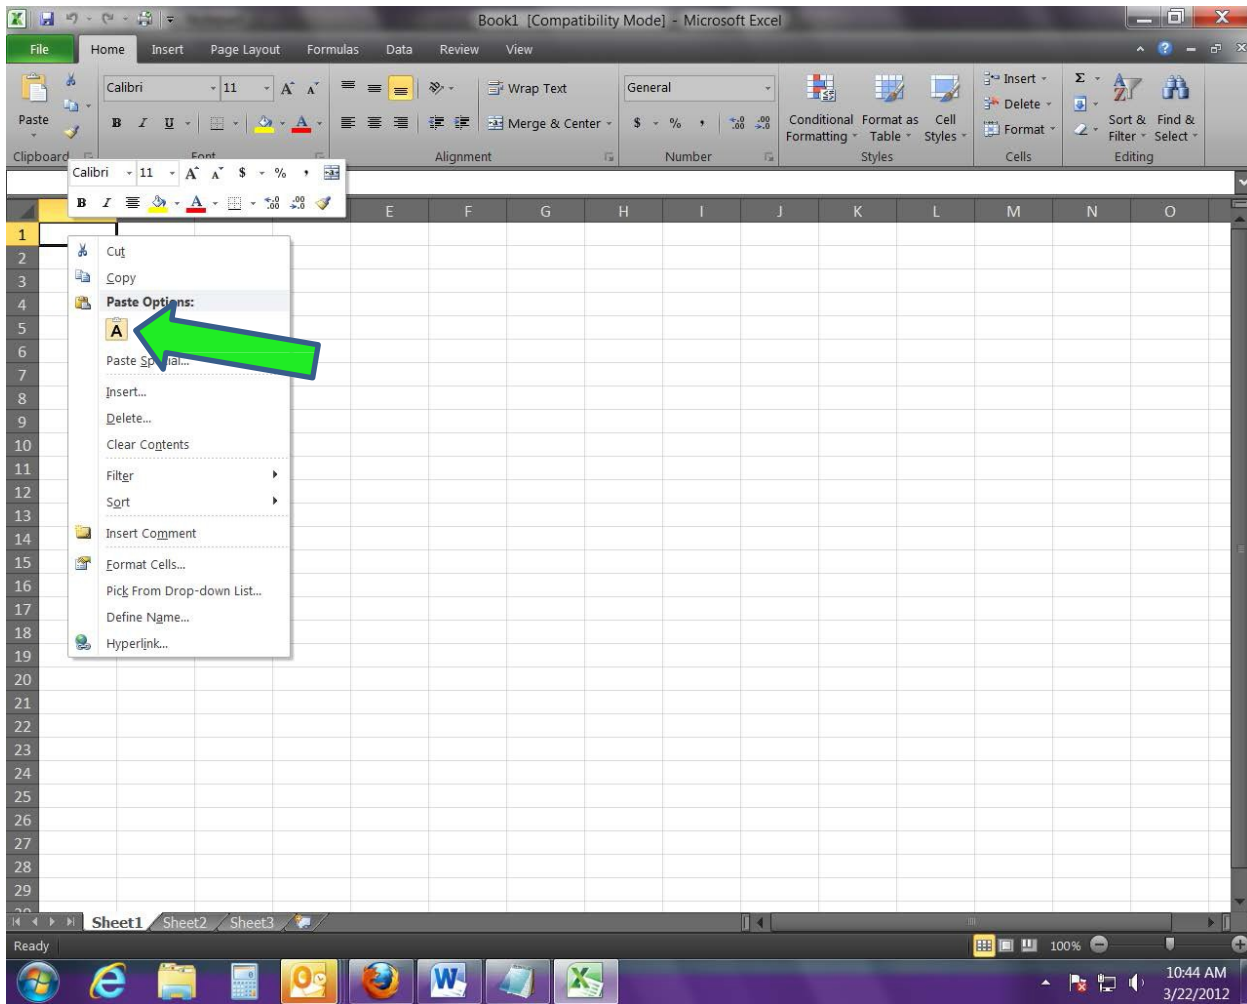 Book1 [Compatibility Mode] - Microsoft Excel
File Home Insert Page Layout Formulas Data Review View
Calibri 11 A A Wrap Text General Insert Σ
Delete
Paste B I U A Merge & Center $ % , .00 .00 Conditional Formatting Format as Table Cell Styles Format Sort & Filter Find & Select
Clipboard Font Alignment Number Styles Cells Editing
Calibri 11 A A $ % ,
B I A .00 .00
E F G H I J K L M N O
1
2 Cut
3 Copy
4 Paste Options:
5 A
6 Paste
7
8 Insert...
9 Delete...
10 Clear Contents
11 Filter
12 Sort
13
14 Insert Comment
15 Format Cells...
16 Pick From Drop-down List...
17 Define Name...
18 Hyperlink...
19
20
21
22
23
24
25
26
27
28
29
Sheet1 Sheet2 Sheet3
Ready 100%
10:44 AM
3/22/2012